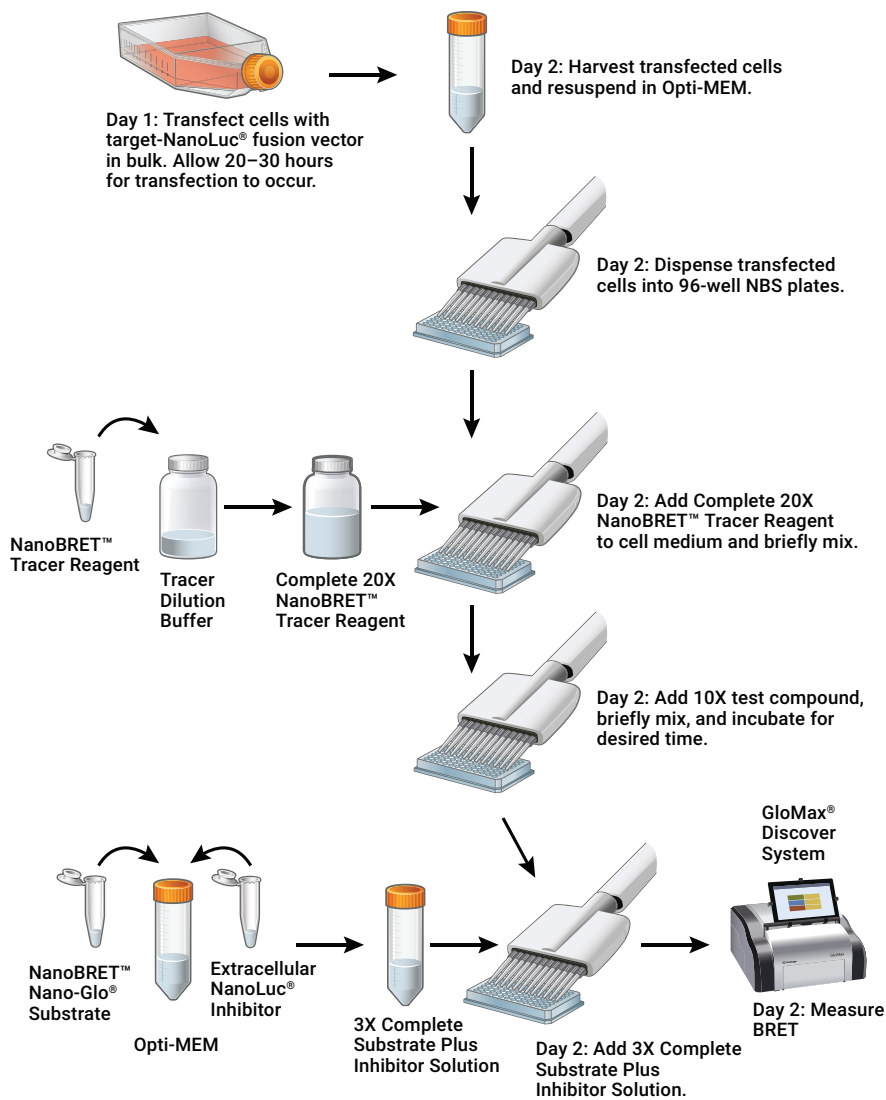 Day 1: Transfect cells with
target-NanoLuc® fusion vector
in bulk. Allow 20–30 hours
for transfection to occur.
Day 2: Harvest transfected cells
and resuspend in Opti-MEM.
Day 2: Dispense transfected
cells into 96-well NBS plates.
NanoBRET™
Tracer Reagent
Tracer
Dilution
Buffer
Complete 20X
NanoBRET™
Tracer Reagent
Day 2: Add Complete 20X
NanoBRET™ Tracer Reagent
to cell medium and briefly mix.
Day 2: Add 10X test compound,
briefly mix, and incubate for
desired time.
NanoBRET™
Nano-Glo®
Substrate
Opti-MEM
Extracellular
NanoLuc®
Inhibitor
3X Complete
Substrate Plus
Inhibitor Solution
Day 2: Add 3X Complete
Substrate Plus
Inhibitor Solution.
GloMax®
Discover
System
GloMax
Day 2: Measure
BRET